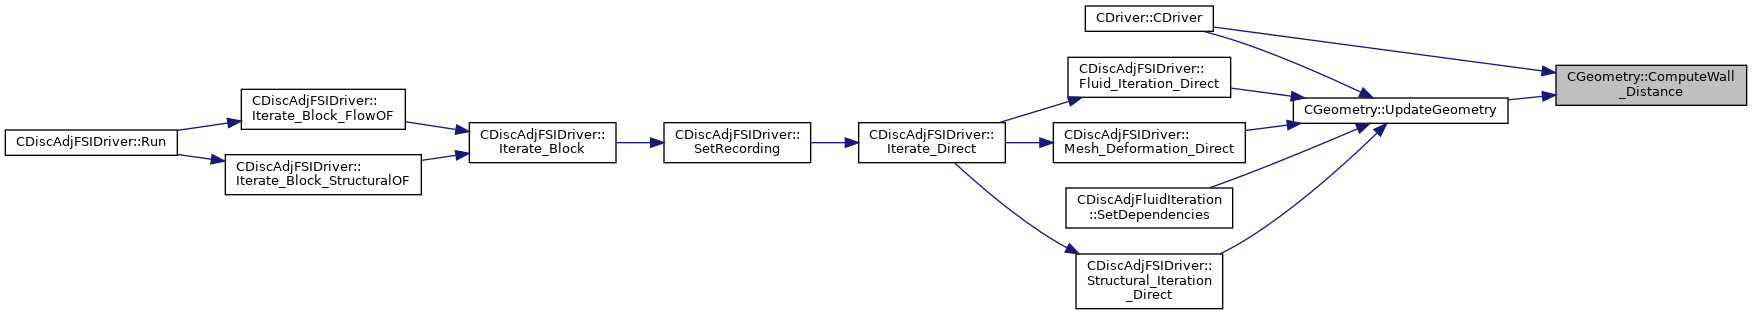 CDiscAdjFSIDriver::Run
CDiscAdjFSIDriver::
Iterate_Block_FlowOF
CDiscAdjFSIDriver::
Iterate_Block_StructuralOF
CDiscAdjFSIDriver::
Iterate_Block
CDiscAdjFSIDriver::
SetRecording
CDiscAdjFSIDriver::
Iterate_Direct
CDriver::CDriver
CDiscAdjFSIDriver::
Fluid_Iteration_Direct
CDiscAdjFSIDriver::
Mesh_Deformation_Direct
CDiscAdjFluidIteration
::SetDependencies
CDiscAdjFSIDriver::
Structural_Iteration
_Direct
CGeometry::UpdateGeometry
CGeometry::ComputeWall
_Distance